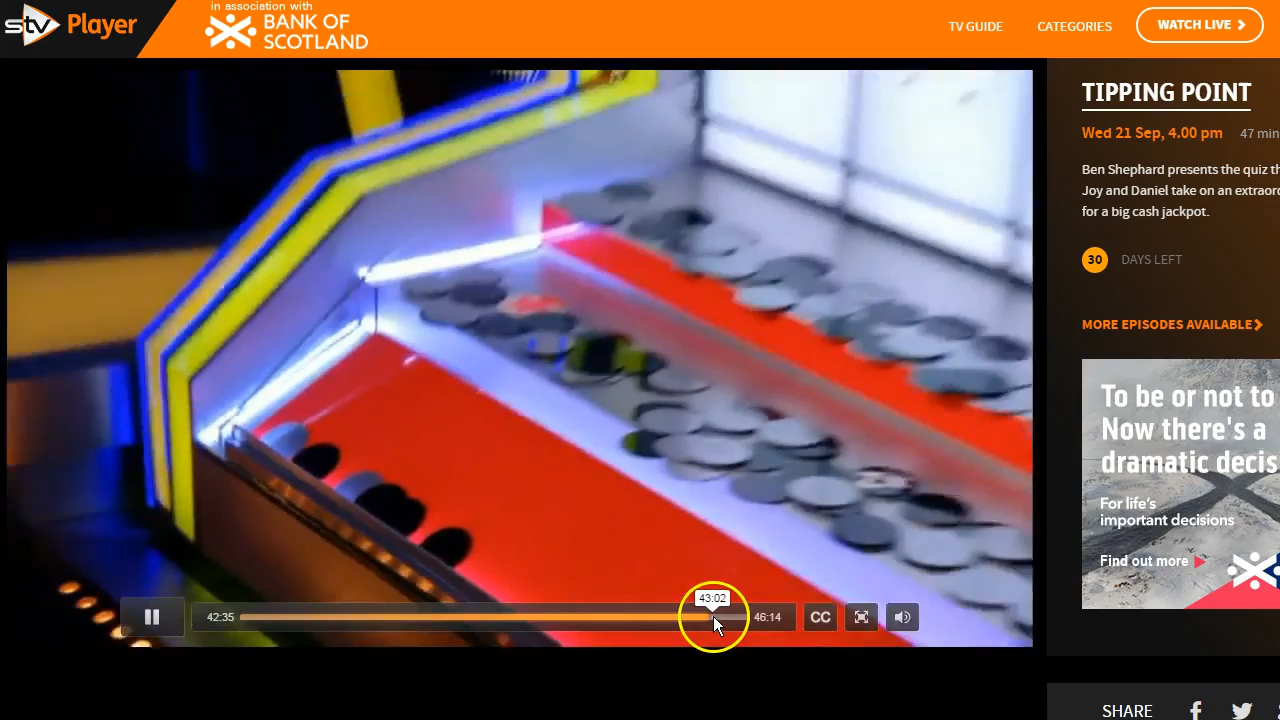 stv Player
in association with
BANK OF
SCOTLAND
TV GUIDE
CATEGORIES
WATCH LIVE
TIPPING POINT
Wed 21 Sep, 4.00 pm
47 min
Ben Shephard presents the quiz
Joy and Daniel take on an
for a big cash jackpot.
30 DAYS LEFT
MORE EPISODES AVAILABLE
To be or not to
Now there's a
dramatic
For life's
important decisions
Find out more
43:02
42:35
46:14
CC
SHARE